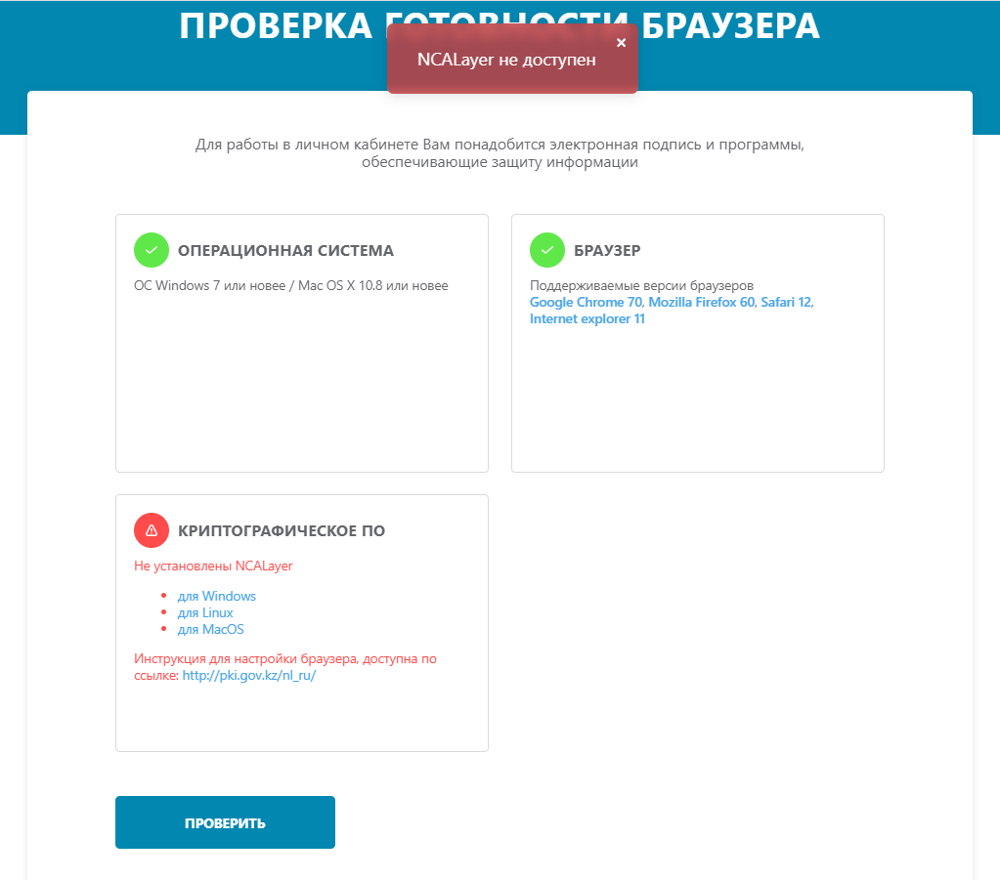 ПРОВЕРКА ГОТОВНОСТИ БРАУЗЕРА
NCALayer не доступен
Для работы в личном кабинете Вам понадобится электронная подпись и программы,
обеспечивающие защиту информации
ОПЕРАЦИОННАЯ СИСТЕМА
ОС Windows 7 или новее / Mac OS X 10.8 или новее
БРАУЗЕР
Поддерживаемые версии браузеров
Google Chrome 70, Mozilla Firefox 60, Safari 12,
Internet explorer 11
КРИПТОГРАФИЧЕСКОЕ ПО
Не установлены NCALayer
для Windows
для Linux
для MacOS
Инструкция для настройки браузера, доступна по
ссылке: http://pki.gov.kz/nl_ru/
ПРОВЕРИТЬ